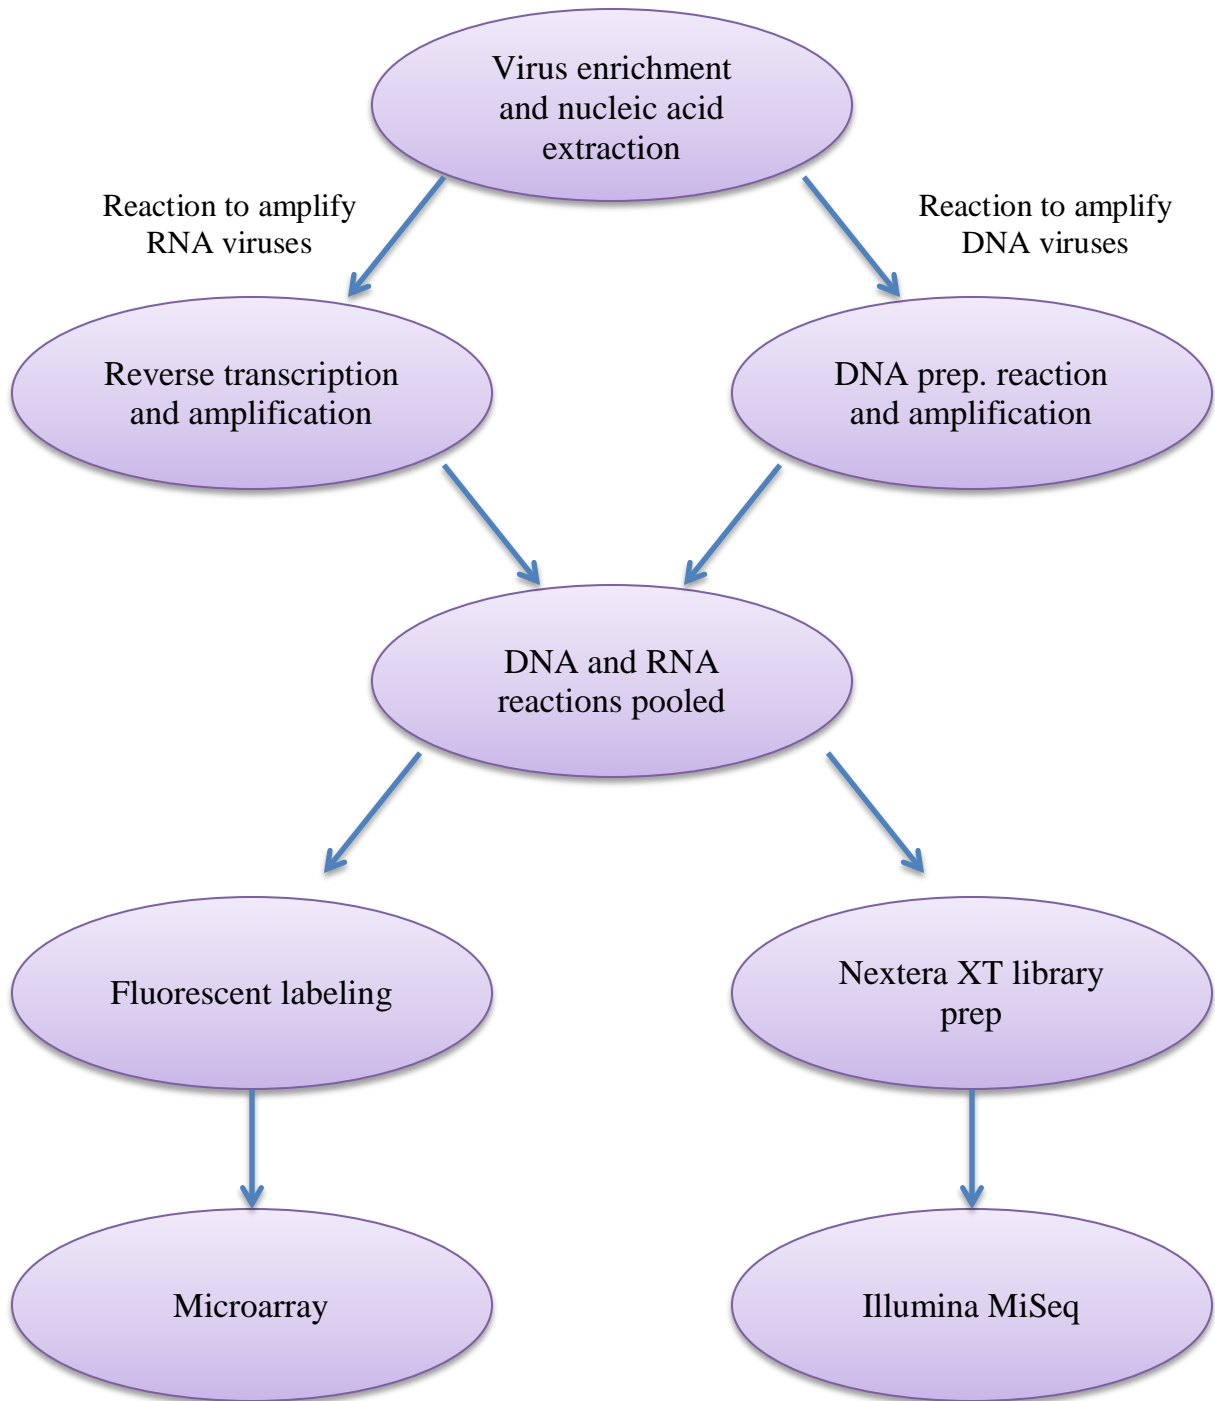 Virus enrichment
and nucleic acid
extraction
Reaction to amplify
RNA viruses
Reaction to amplify
DNA viruses
Reverse transcription
and amplification
DNA prep. reaction
and amplification
DNA and RNA
reactions pooled
Fluorescent labeling
Nextera XT library
prep
Microarray
Illumina MiSeq